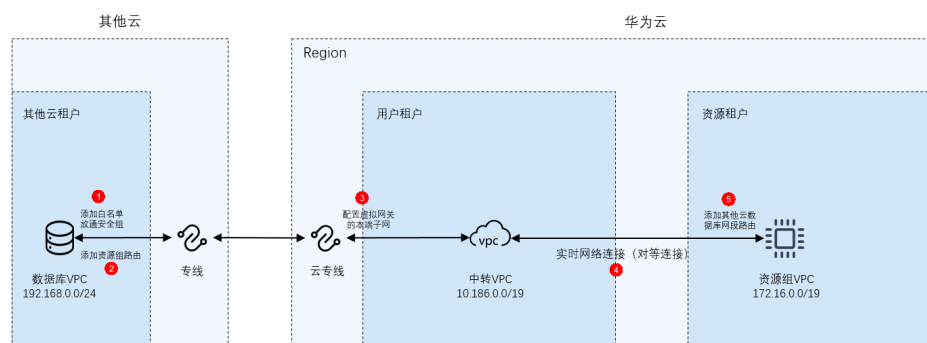 其他云
华为云
Region
其他云租户
用户租户
资源租户
1
添加白名单
放通安全组
添加资源组路由
2
数据库VPC
192.168.0.0/24
专线
云专线
3
配置虚拟网关
的本端子网
vpc
中转VPC
10.186.0.0/19
实时网络连接（对等连接）
4
5
添加其他云数
据库网段路由
资源组VPC
172.16.0.0/19